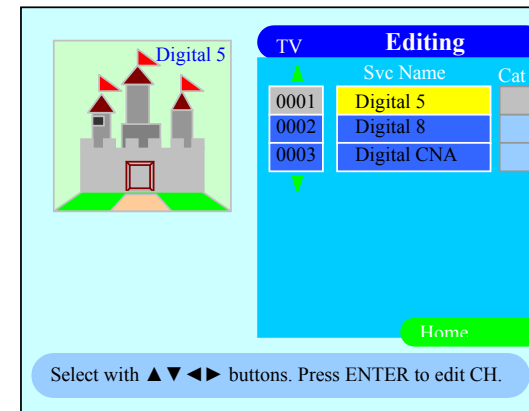 Digital 5
TV Editing
Svc Name Cat
0001 Digital 5
0002 Digital 8
0003 Digital CNA
Home
Select with ▲▼◄► buttons. Press ENTER to edit CH.